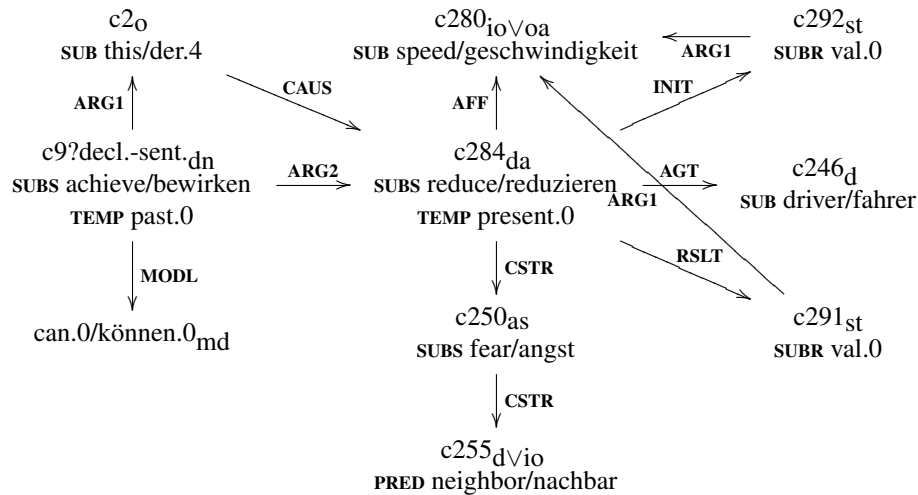 c2o c280io∨oa c292st
SUB this/der.4 SUB speed/geschwindigkeit SUBR val.0
ARG1
CAUS INIT
ARG1 AFF
c9?decl.-sent.dn c284da c246d
ARG2 AGT
SUBS achieve/bewirken SUBS reduce/reduzieren SUB driver/fahrer
ARG1
TEMP past.0 TEMP present.0
RSLT
MODL CSTR
can.0/können.0md c250as c291st
SUBS fear/angst SUBR val.0
CSTR
c255d∨io
PRED neighbor/nachbar